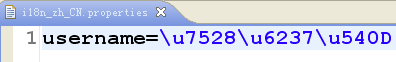 i18n_zh_CN.properties
1 username=\u7528\u6237\u540D